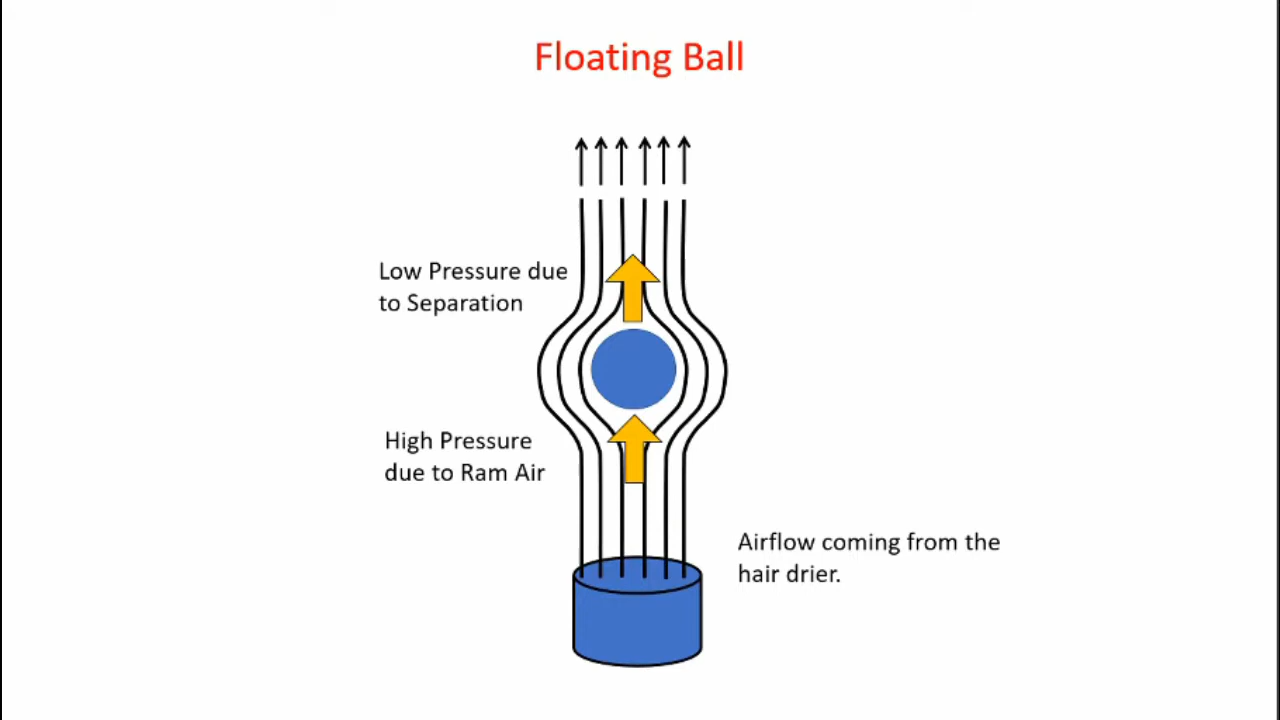 Floating Ball
Low Pressure due
to Separation
High Pressure
due to Ram Air
Airflow coming from the
hair drier.